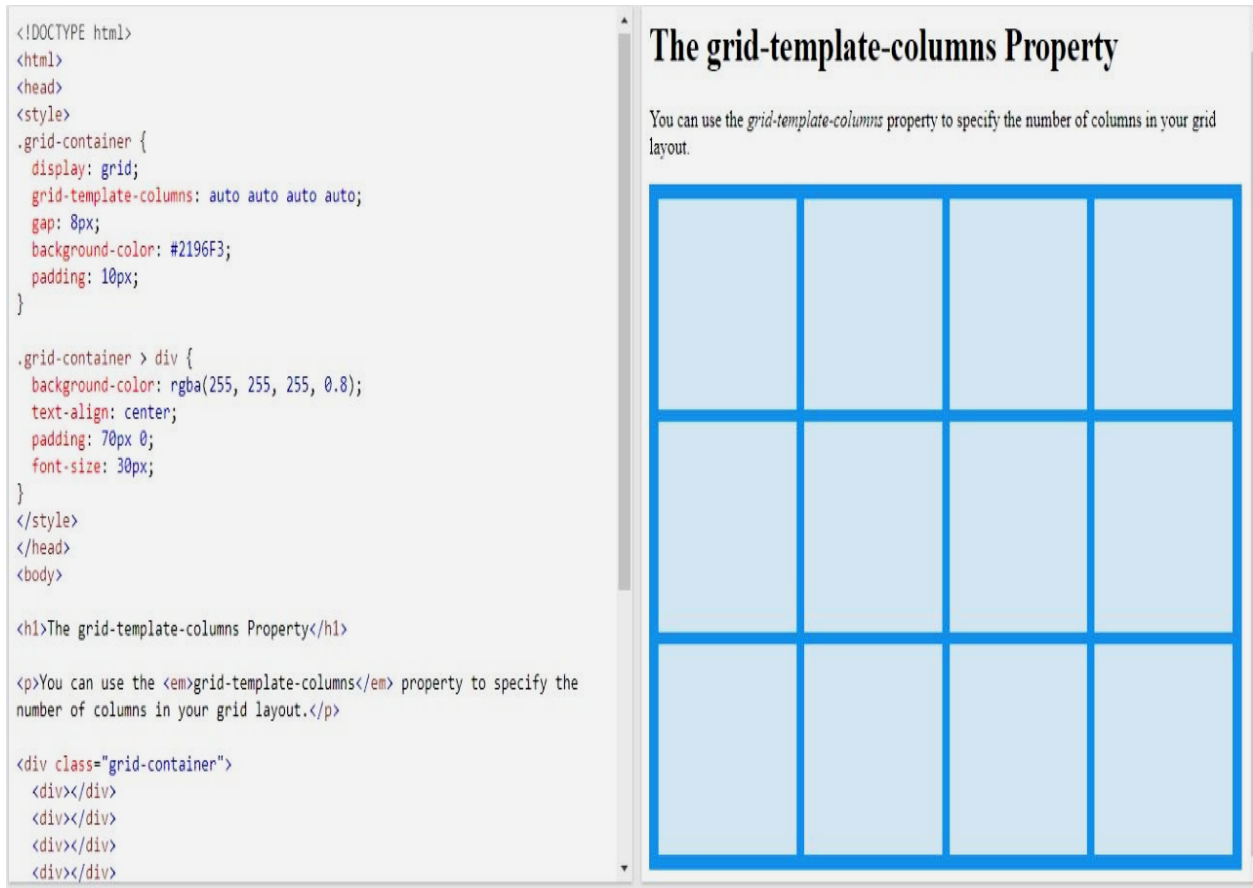 <!DOCTYPE html>
<html>
<head>
<style>
.grid-container {
  display: grid;
  grid-template-columns: auto auto auto auto;
  gap: 8px;
  background-color: #2196F3;
  padding: 10px;
}

.grid-container > div {
  background-color: rgba(255, 255, 255, 0.8);
  text-align: center;
  padding: 70px 0;
  font-size: 30px;
}
</style>
</head>
<body>

<h1>The grid-template-columns Property</h1>

<p>You can use the <em>grid-template-columns</em> property to specify the
number of columns in your grid layout.</p>

<div class="grid-container">
  <div></div>
  <div></div>
  <div></div>
  <div></div>
The grid-template-columns Property
You can use the grid-template-columns property to specify the number of columns in your grid
layout.